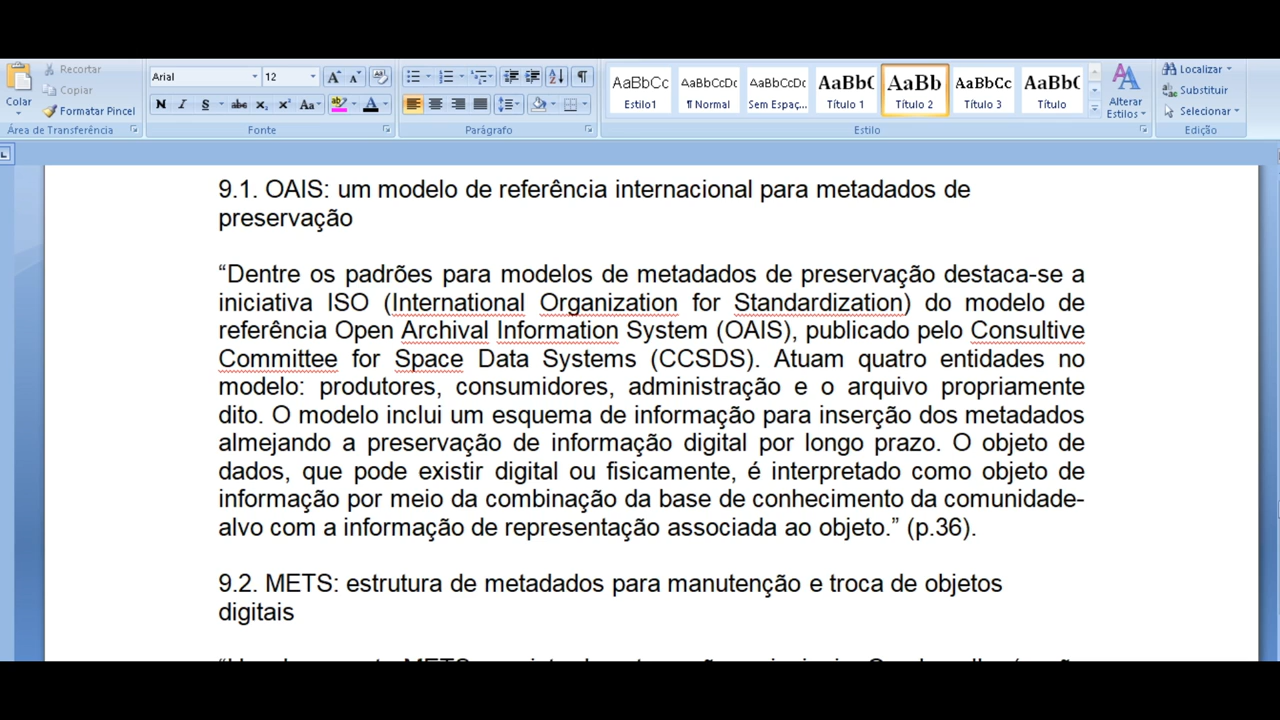 Recortar
Copiar
Colar
Formatar Pincel
Área de Transferência
Arial
12
Fonte
Parágrafo
AaBbCc AaBbCcDc AaBbCcDc AaBbC AaBb AaBbCc AaBbC
Estilo1 ¶ Normal Sem Espaç... Título 1 Título 2 Título 3 Título
Alterar
Estilos
Estilo
Localizar
Substituir
Selecionar
Edição
9.1. OAIS: um modelo de referência internacional para metadados de
preservação
“Dentre os padrões para modelos de metadados de preservação destaca-se a
iniciativa ISO (International Organization for Standardization) do modelo de
referência Open Archival Information System (OAIS), publicado pelo Consultive
Committee for Space Data Systems (CCSDS). Atuam quatro entidades no
modelo: produtores, consumidores, administração e o arquivo propriamente
dito. O modelo inclui um esquema de informação para inserção dos metadados
almejando a preservação de informação digital por longo prazo. O objeto de
dados, que pode existir digital ou fisicamente, é interpretado como objeto de
informação por meio da combinação da base de conhecimento da comunidade-
alvo com a informação de representação associada ao objeto.” (p.36).
9.2. METS: estrutura de metadados para manutenção e troca de objetos
digitais